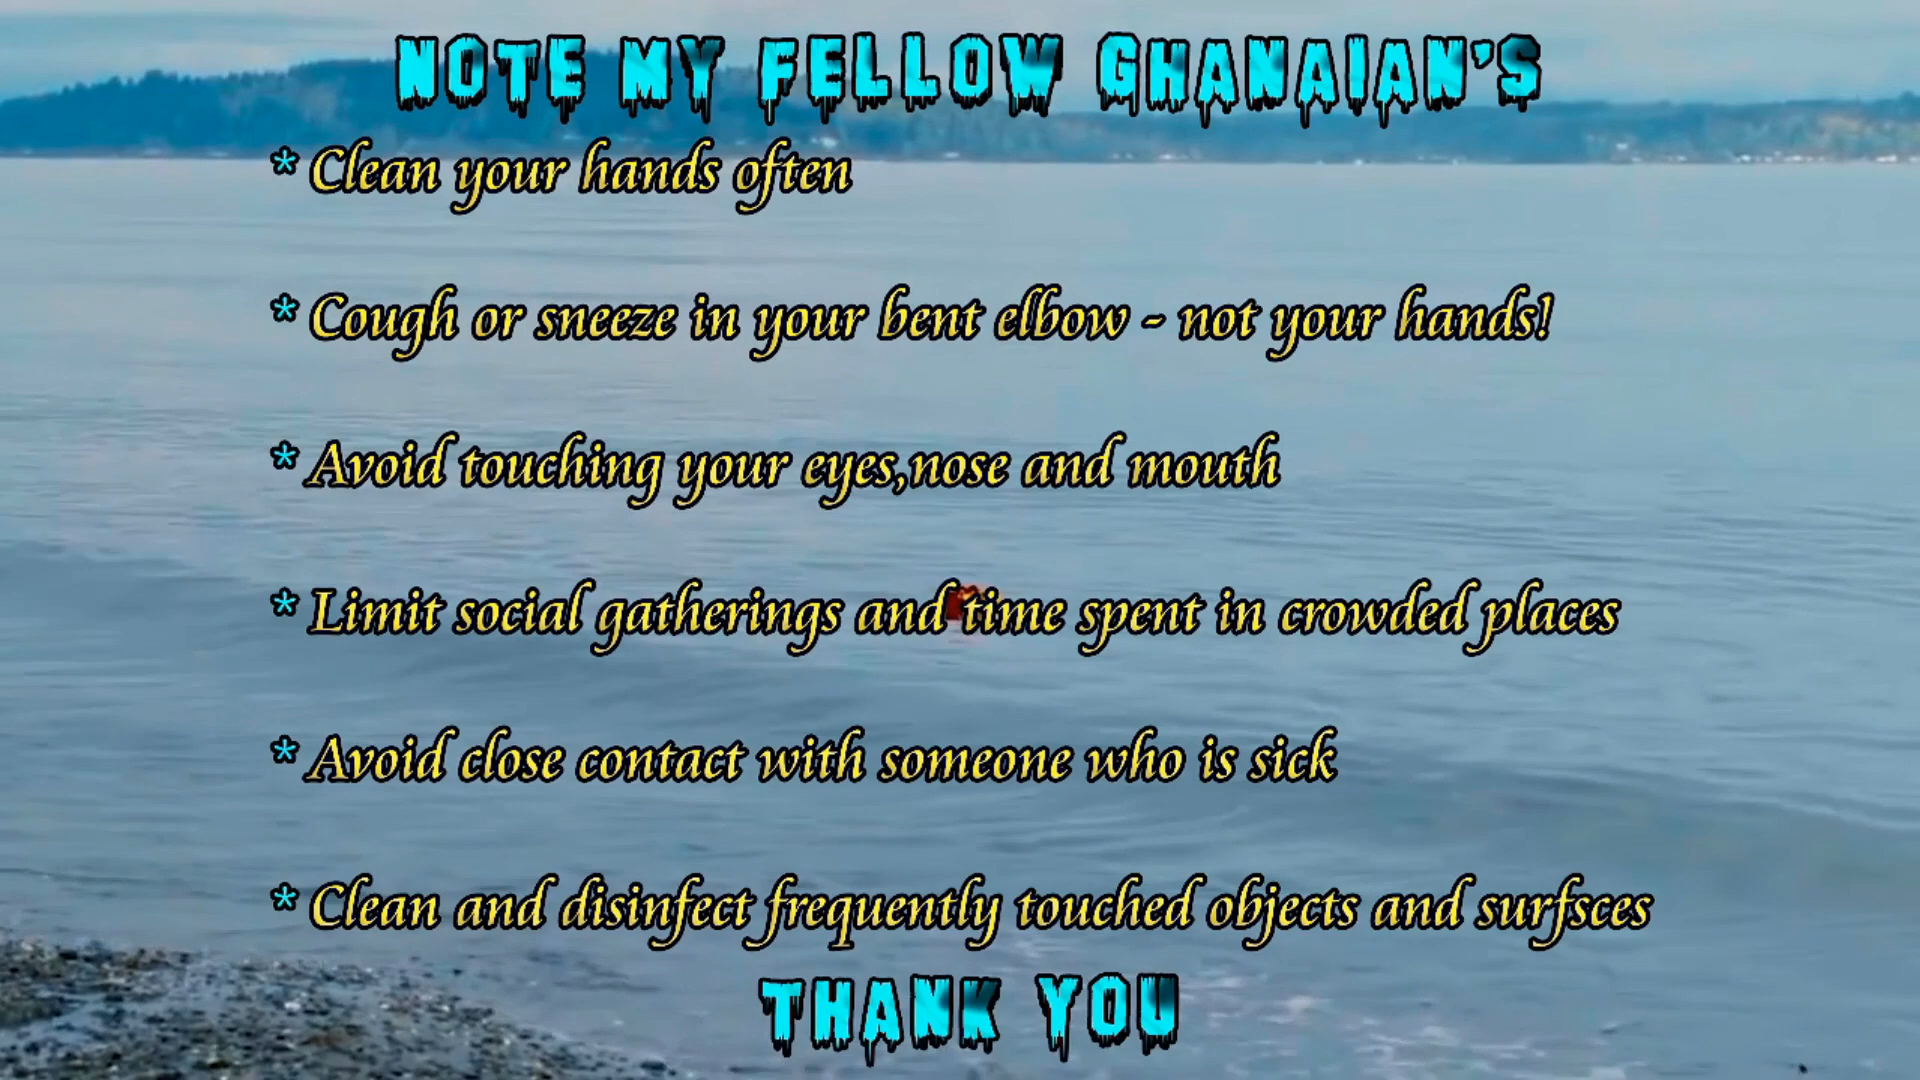 NOTE MY FELLOW GHANAIAN'S
* Clean your hands often
* Cough or sneeze in your bent elbow - not your hands!
* Avoid touching your eyes,nose and mouth
* Limit social gatherings and time spent in crowded places
* Avoid close contact with someone who is sick
* Clean and disinfect frequently touched objects and surfsces
THANK YOU